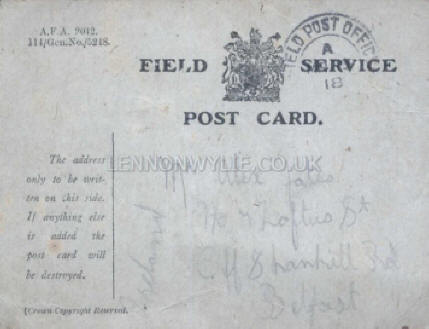 A.F.A. 2042.
114/Gen.No./5248.
FIELD POST OFFICE
A
18
FIELD SERVICE
POST CARD.
The address
only to be writ-
ten on this side.
If anything else
is added the
post card will
be destroyed.
[Crown Copyright Reserved.
LENNONWYLIE.CO.UK
Alex
Loftus St
off Shankill Rd
Belfast
Ireland